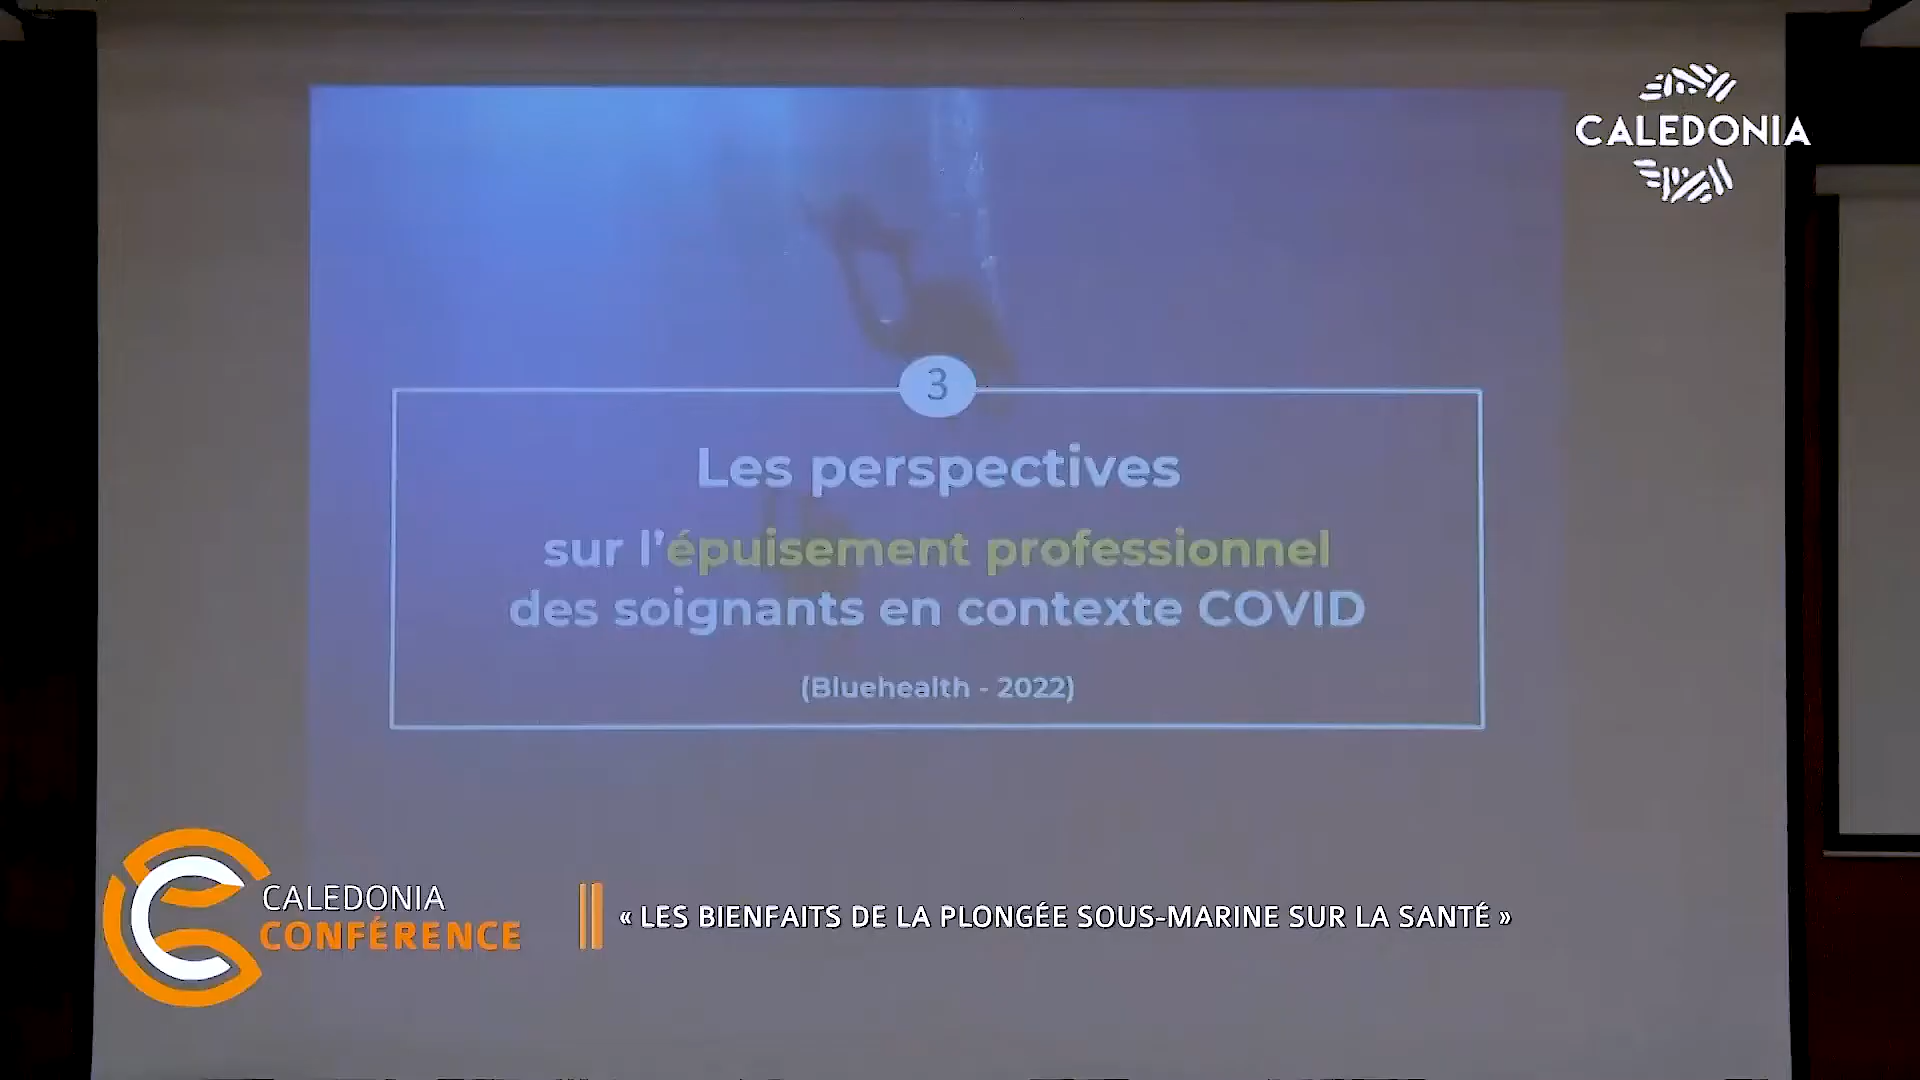 CALEDONIA
3
Les perspectives
sur l'épuisement professionnel
des soignants en contexte COVID
(Bluehealth - 2022)
CALEDONIA
CONFÉRENCE
« LES BIENFAITS DE LA PLONGÉE SOUS-MARINE SUR LA SANTÉ »